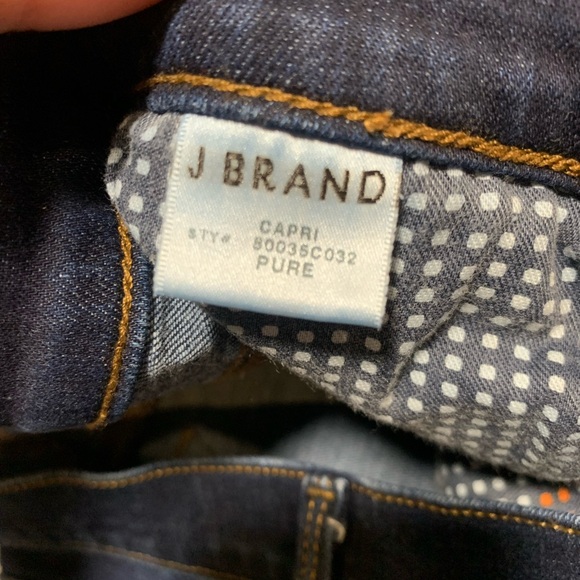 J BRAND
CAPRI
STY# 80035C032
PURE